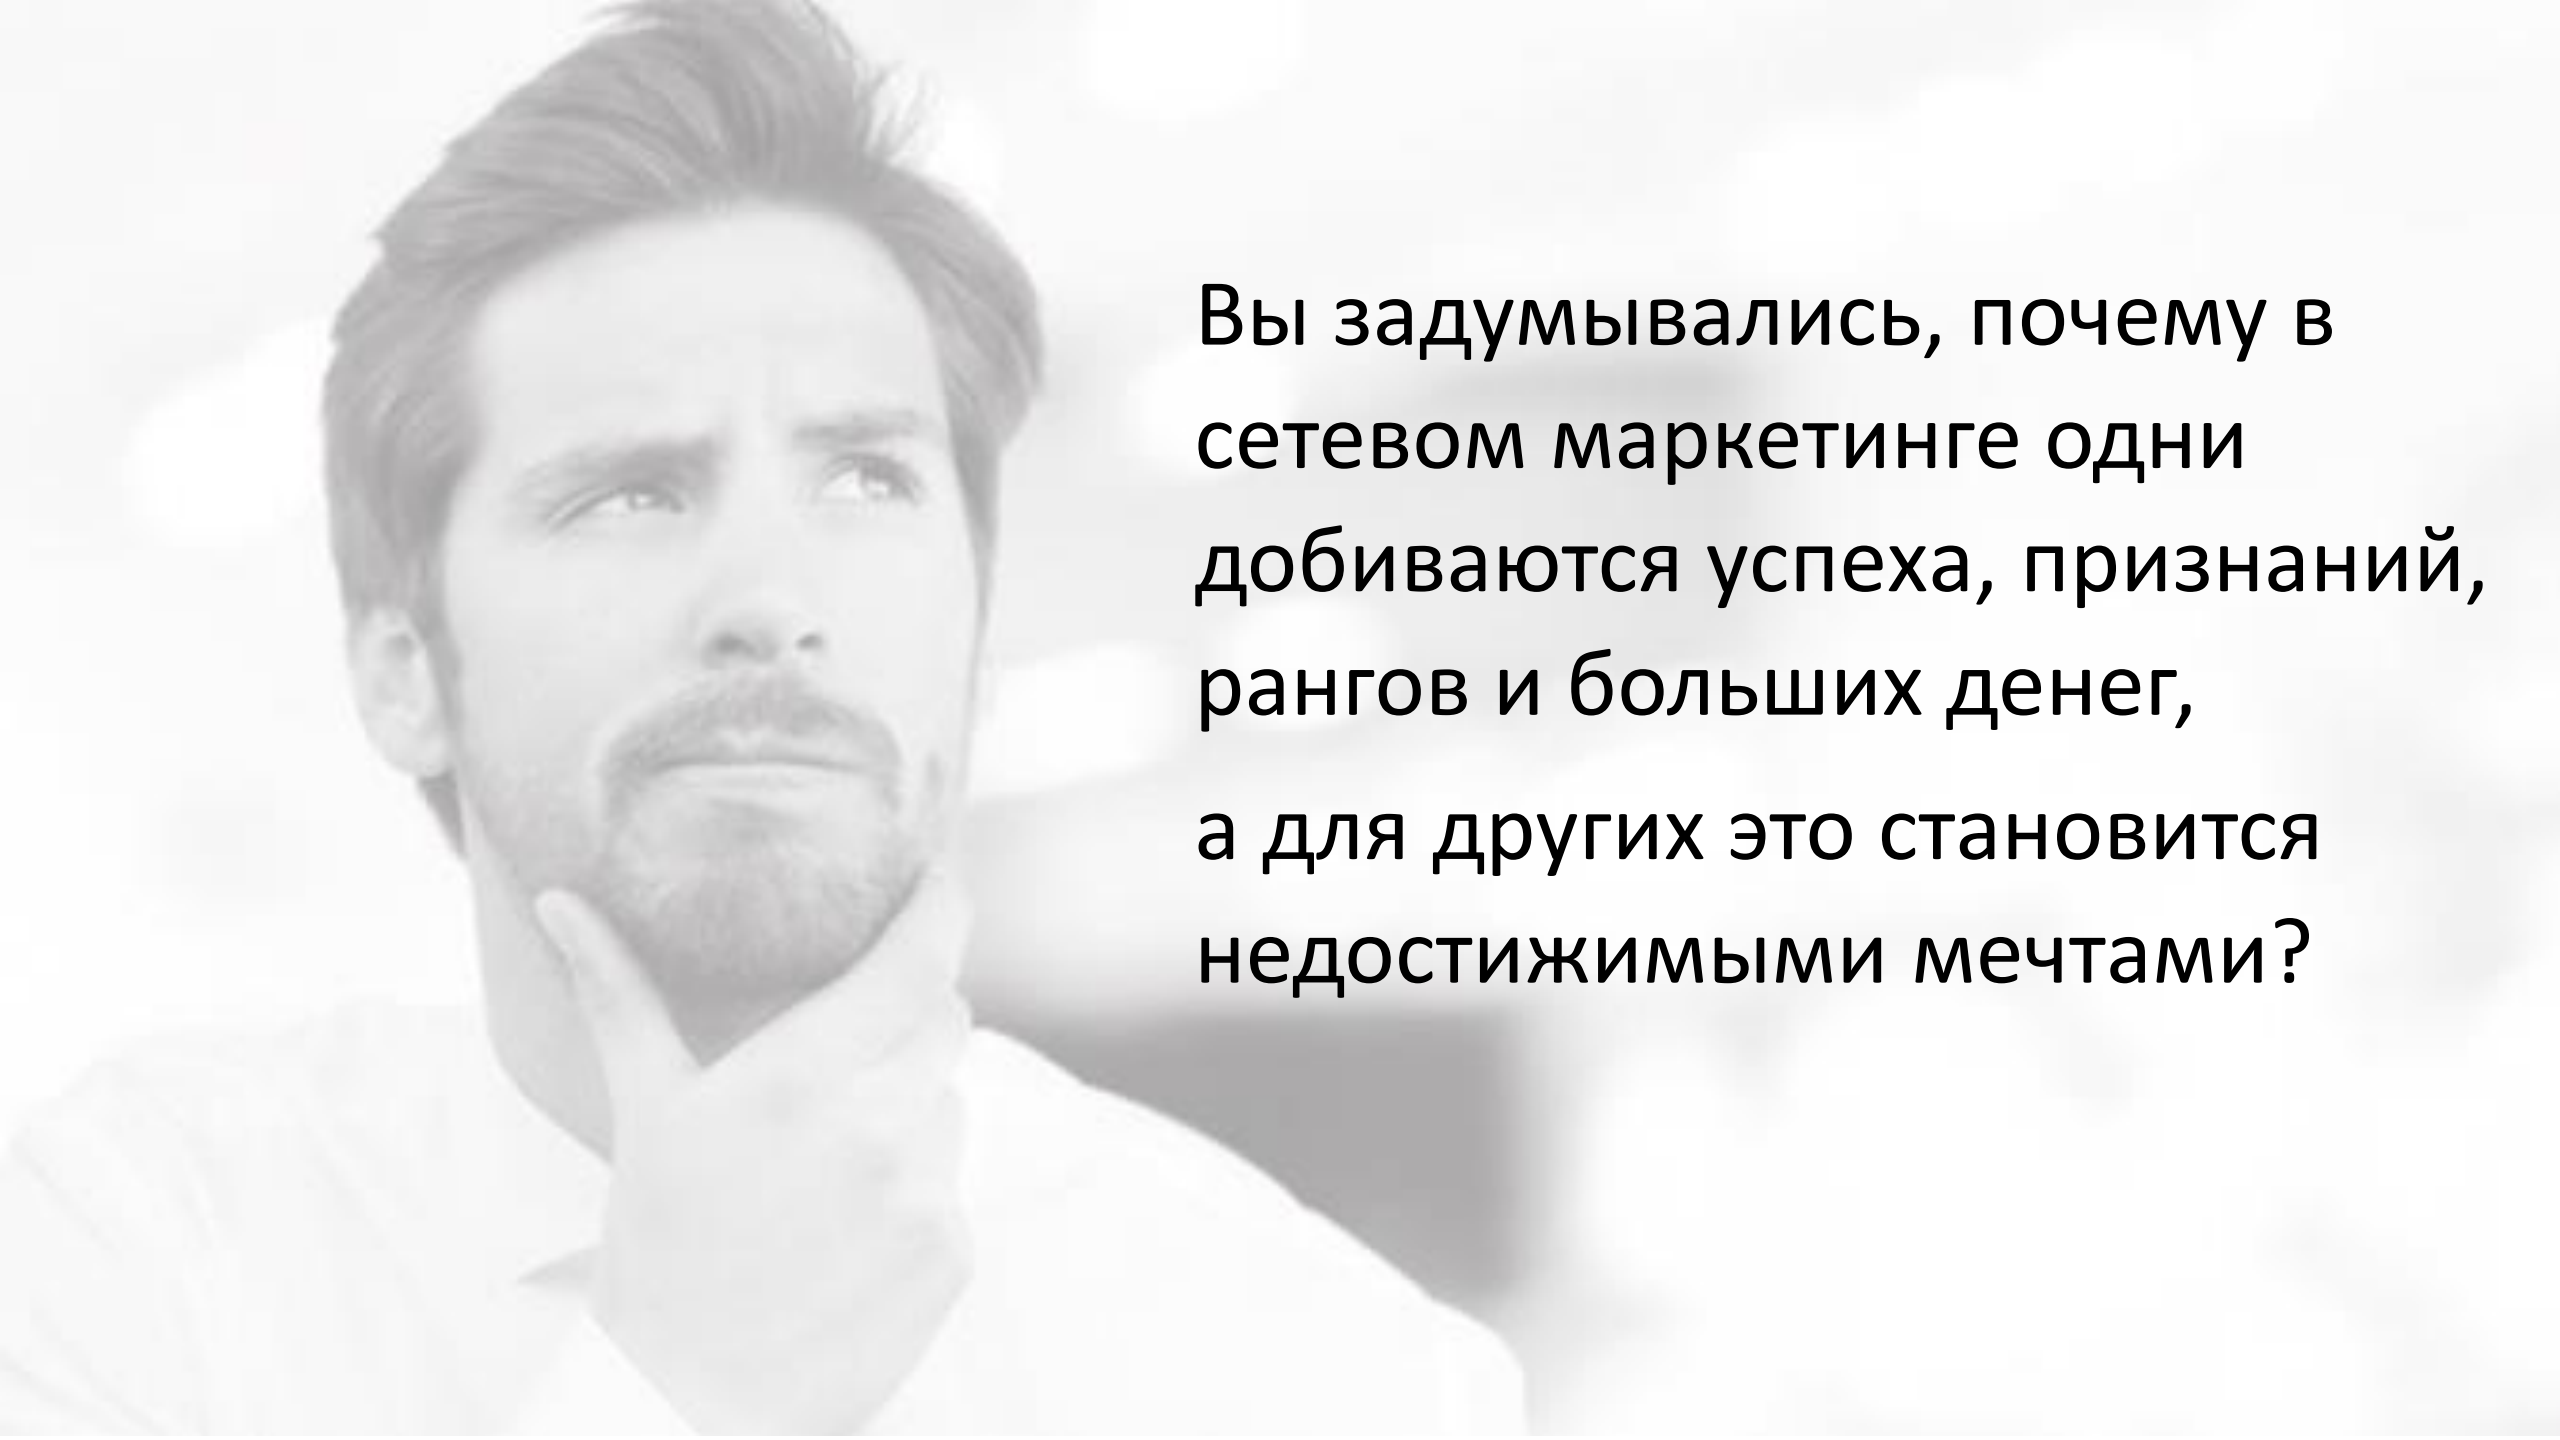 Вы задумывались, почему в
сетевом маркетинге одни
добиваются успеха, признаний,
рангов и больших денег,
а для других это становится
недостижимыми мечтами?